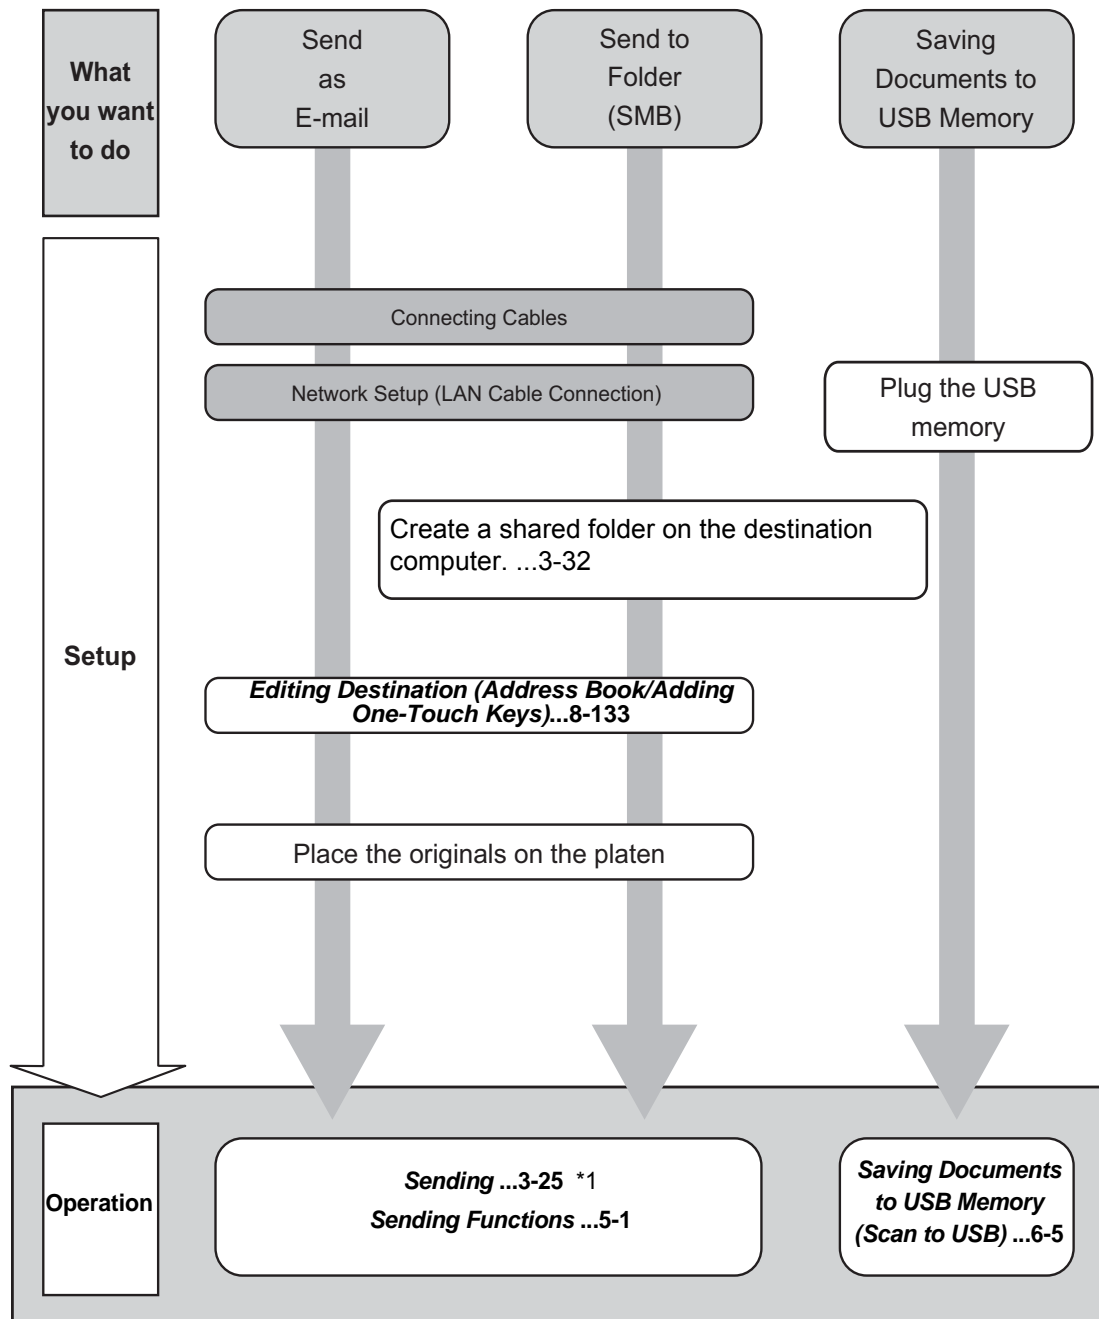 What
you want
to do
Send
as
E-mail
Send to
Folder
(SMB)
Saving
Documents to
USB Memory
Connecting Cables
Network Setup (LAN Cable Connection)
Plug the USB
memory
Create a shared folder on the destination
computer. ...3-32
Setup
Editing Destination (Address Book/Adding
One-Touch Keys)...8-133
Place the originals on the platen
Operation
Sending ...3-25 *1
Sending Functions ...5-1
Saving Documents
to USB Memory
(Scan to USB) ...6-5